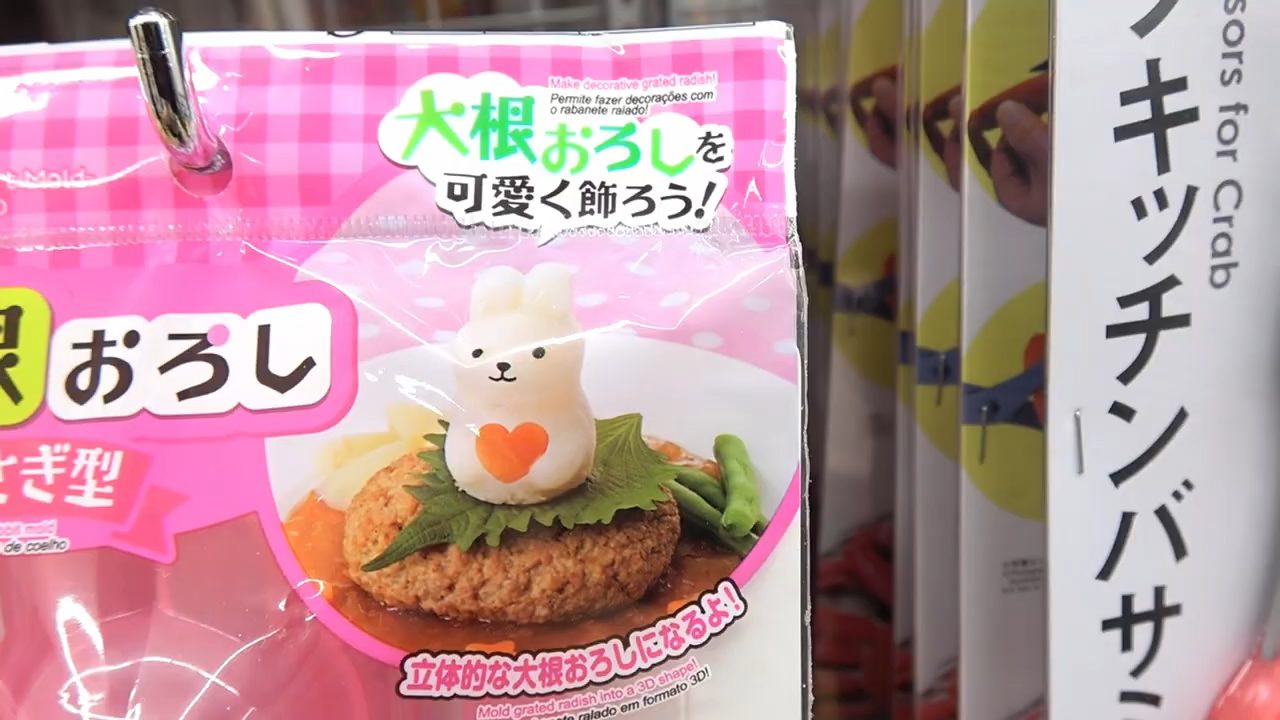 大根おろしを
可愛く飾ろう!
Make decorative grated radish!
Permite fazer decorações com
o rabanete ralado!
根おろし
ぎ型
de coelho
立体的な大根おろしになるよ!
Mold grated radish into a 3D shape!
ralado em formato 3D!
キッチンバサ
for Crab